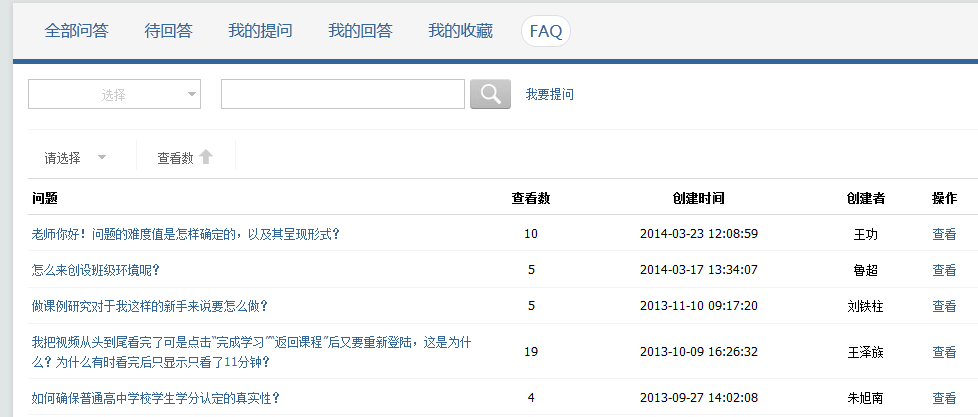 全部问答 待回答 我的提问 我的回答 我的收藏 FAQ
选择 我要提问
请选择 查看数
问题 查看数 创建时间 创建者 操作
老师你好！问题的难度值是怎样确定的，以及其呈现形式？ 10 2014-03-23 12:08:59 王功 查看
怎么来创设班级环境呢？ 5 2014-03-17 13:34:07 鲁超 查看
做课例研究对于我这样的新手来说要怎么做？ 5 2013-11-10 09:17:20 刘铁柱 查看
我把视频从头到尾看完了可是点击“完成学习”“返回课程”后又要重新登陆，这是为什
么？为什么有时看完后只显示只看了11分钟？ 19 2013-10-09 16:26:32 王泽族 查看
如何确保普通高中学校学生学分认定的真实性？ 4 2013-09-27 14:02:08 朱旭南 查看